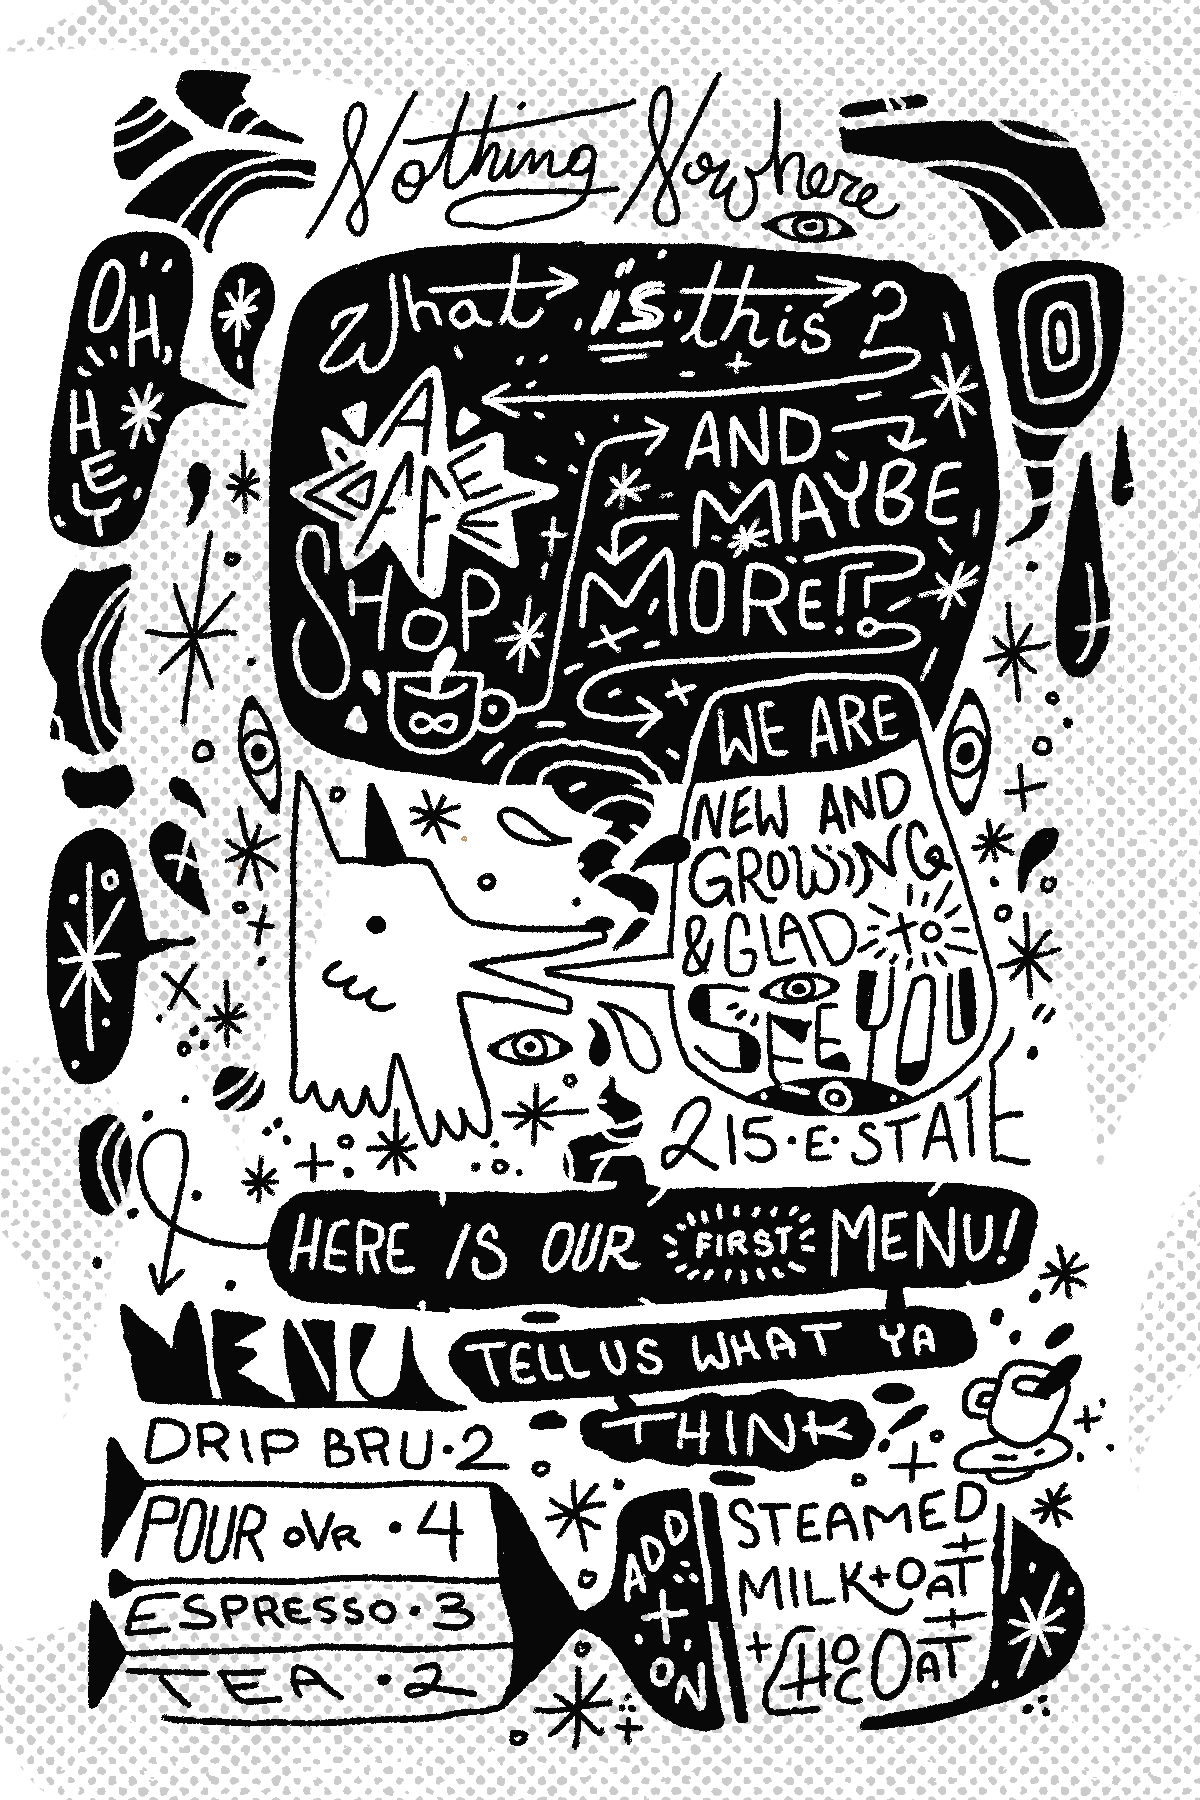 Nothing Nowhere
OH
HEY
What is this?
A
CAFE
SHOP
AND
MAYBE
MORE!?
WE ARE
NEW AND
GROWING
& GLAD to
SEE YOU
215·E·STATE
HERE IS OUR FIRST MENU!
MENU
TELL US WHAT YA
THINK
DRIP BRU·2
POUR OVR·4
ESPRESSO·3
TEA·2
ADD
+
ON
STEAMED
MILK+OAT
+CHOCOAT